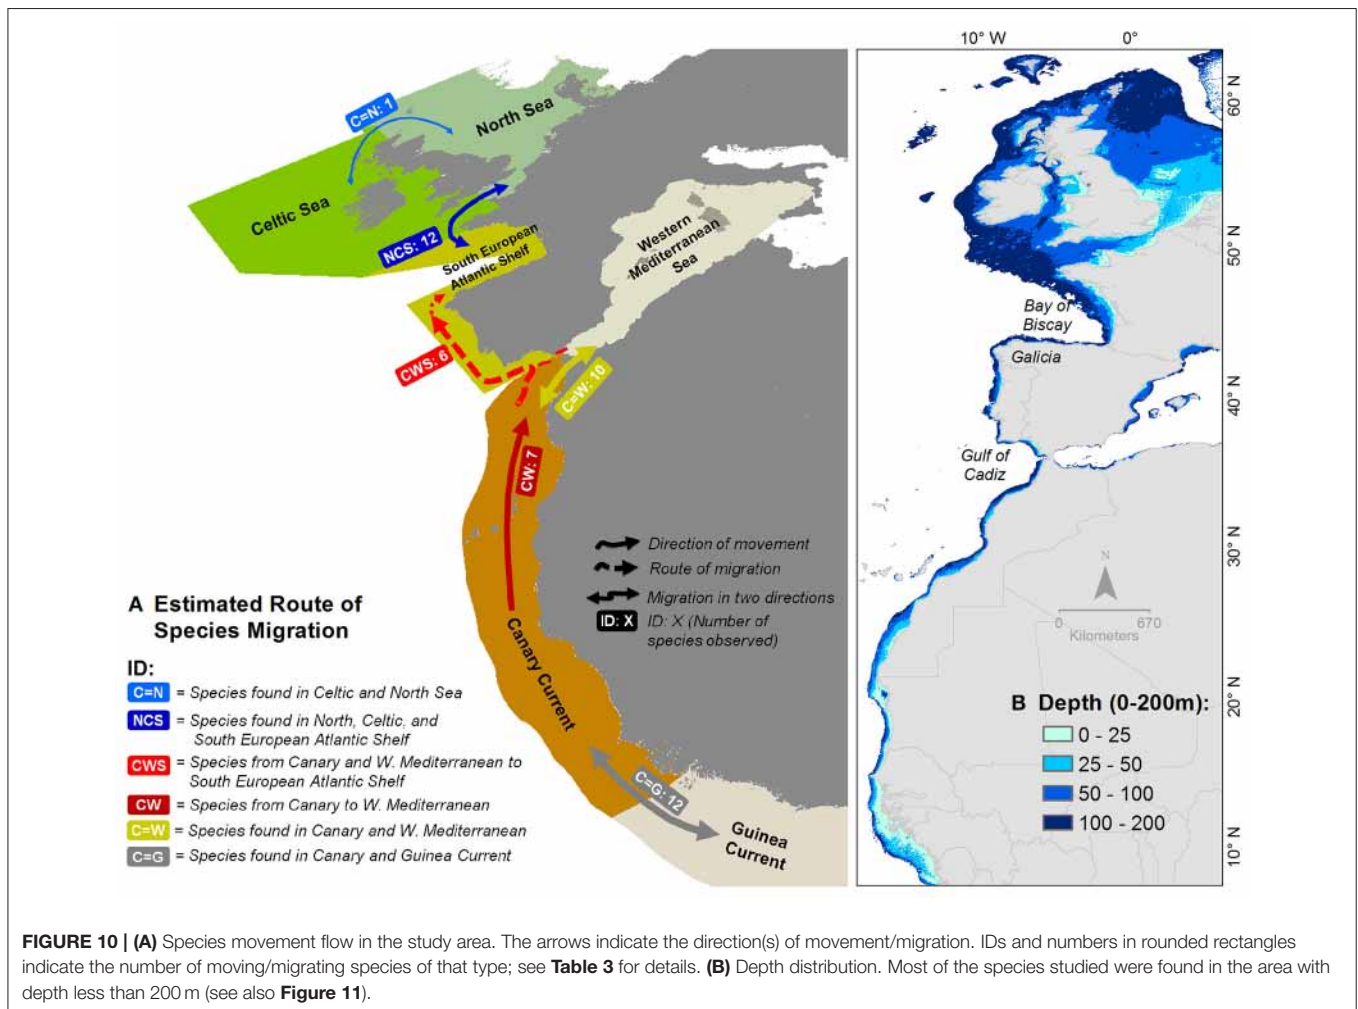 C=N: 1
North Sea
Celtic Sea
NCS: 12
South European
Atlantic Shelf
Western
Mediterranean
Sea
CWS: 6
C=W: 10
CW: 7
Canary Current
C=G: 12
Guinea
Current
Direction of movement
Route of migration
Migration in two directions
ID: X ID: X (Number of
species observed)
A Estimated Route of
Species Migration
ID:
C=N = Species found in Celtic and North Sea
NCS = Species found in North, Celtic, and
South European Atlantic Shelf
CWS = Species from Canary and W. Mediterranean to
South European Atlantic Shelf
CW = Species from Canary to W. Mediterranean
C=W = Species found in Canary and W. Mediterranean
C=G = Species found in Canary and Guinea Current
10° W 0°
60° N
50° N
40° N
30° N
20° N
10° N
Bay of
Biscay
Galicia
Gulf of
Cadiz
N
0 670
Kilometers
B Depth (0-200m):
0 - 25
25 - 50
50 - 100
100 - 200
FIGURE 10 | (A) Species movement flow in the study area. The arrows indicate the direction(s) of movement/migration. IDs and numbers in rounded rectangles
indicate the number of moving/migrating species of that type; see Table 3 for details. (B) Depth distribution. Most of the species studied were found in the area with
depth less than 200 m (see also Figure 11).